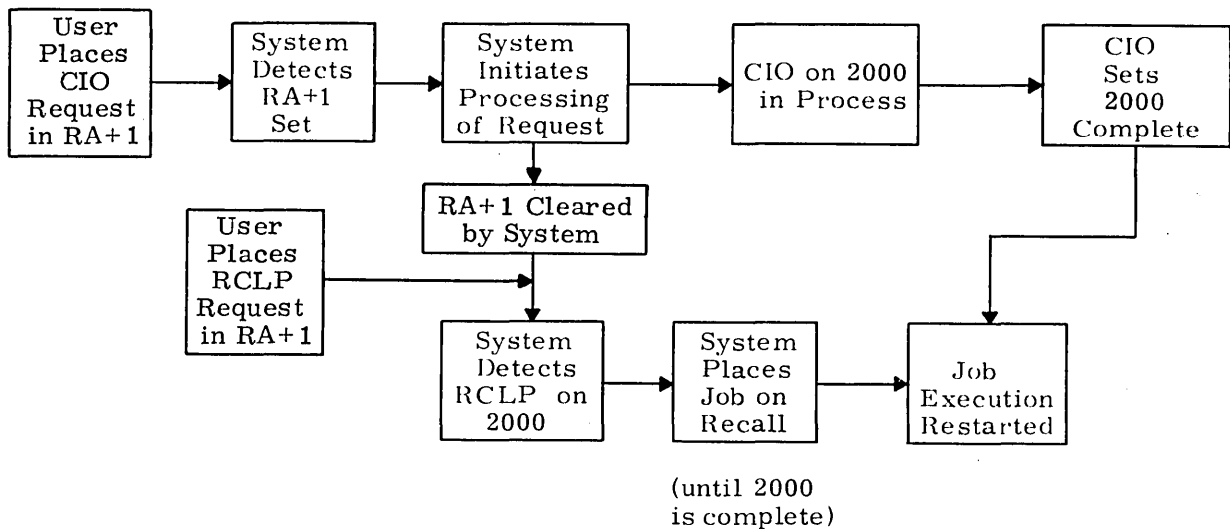 User
Places
CIO
Request
in RA+1
System
Detects
RA+1
Set
System
Initiates
Processing
of Request
CIO on 2000
in Process
CIO
Sets
2000
Complete
RA+1 Cleared
by System
User
Places
RCLP
Request
in RA+1
System
Detects
RCLP on
2000
System
Places
Job on
Recall
Job
Execution
Restarted
(until 2000
is complete)